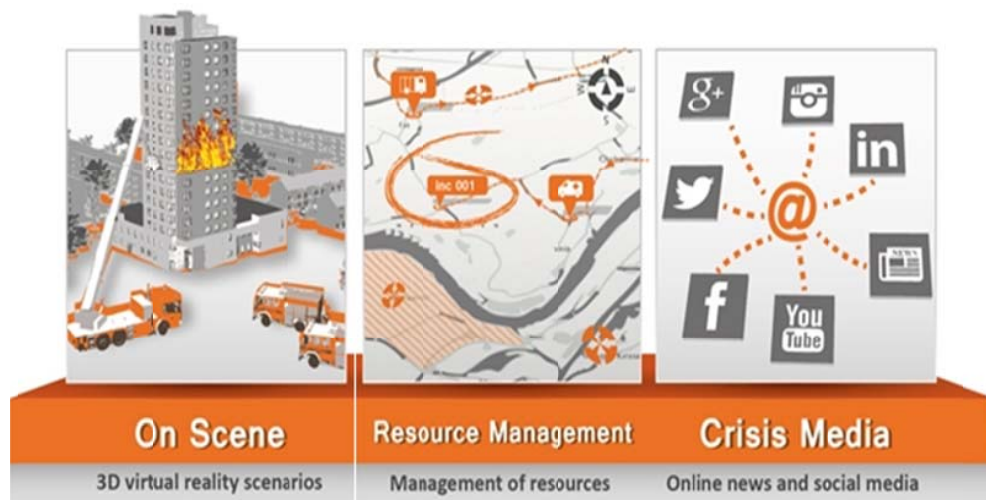 N
W
E
S
inc 001
g+
in
@
NEWS
f
You
Tube
On Scene
Resource Management
Crisis Media
3D virtual reality scenarios
Management of resources
Online news and social media